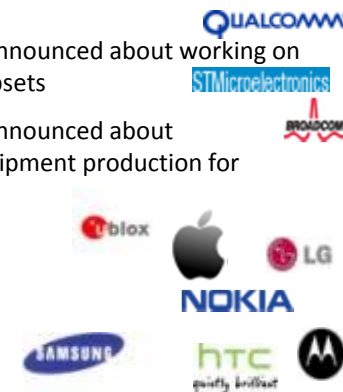 QUALCOMM
nnounced about working on
osets
STMicroelectronics
nnounced about
BROADCOM
ipment production for
ublox
LG
NOKIA
SAMSUNG
hTC
quietly brilliant